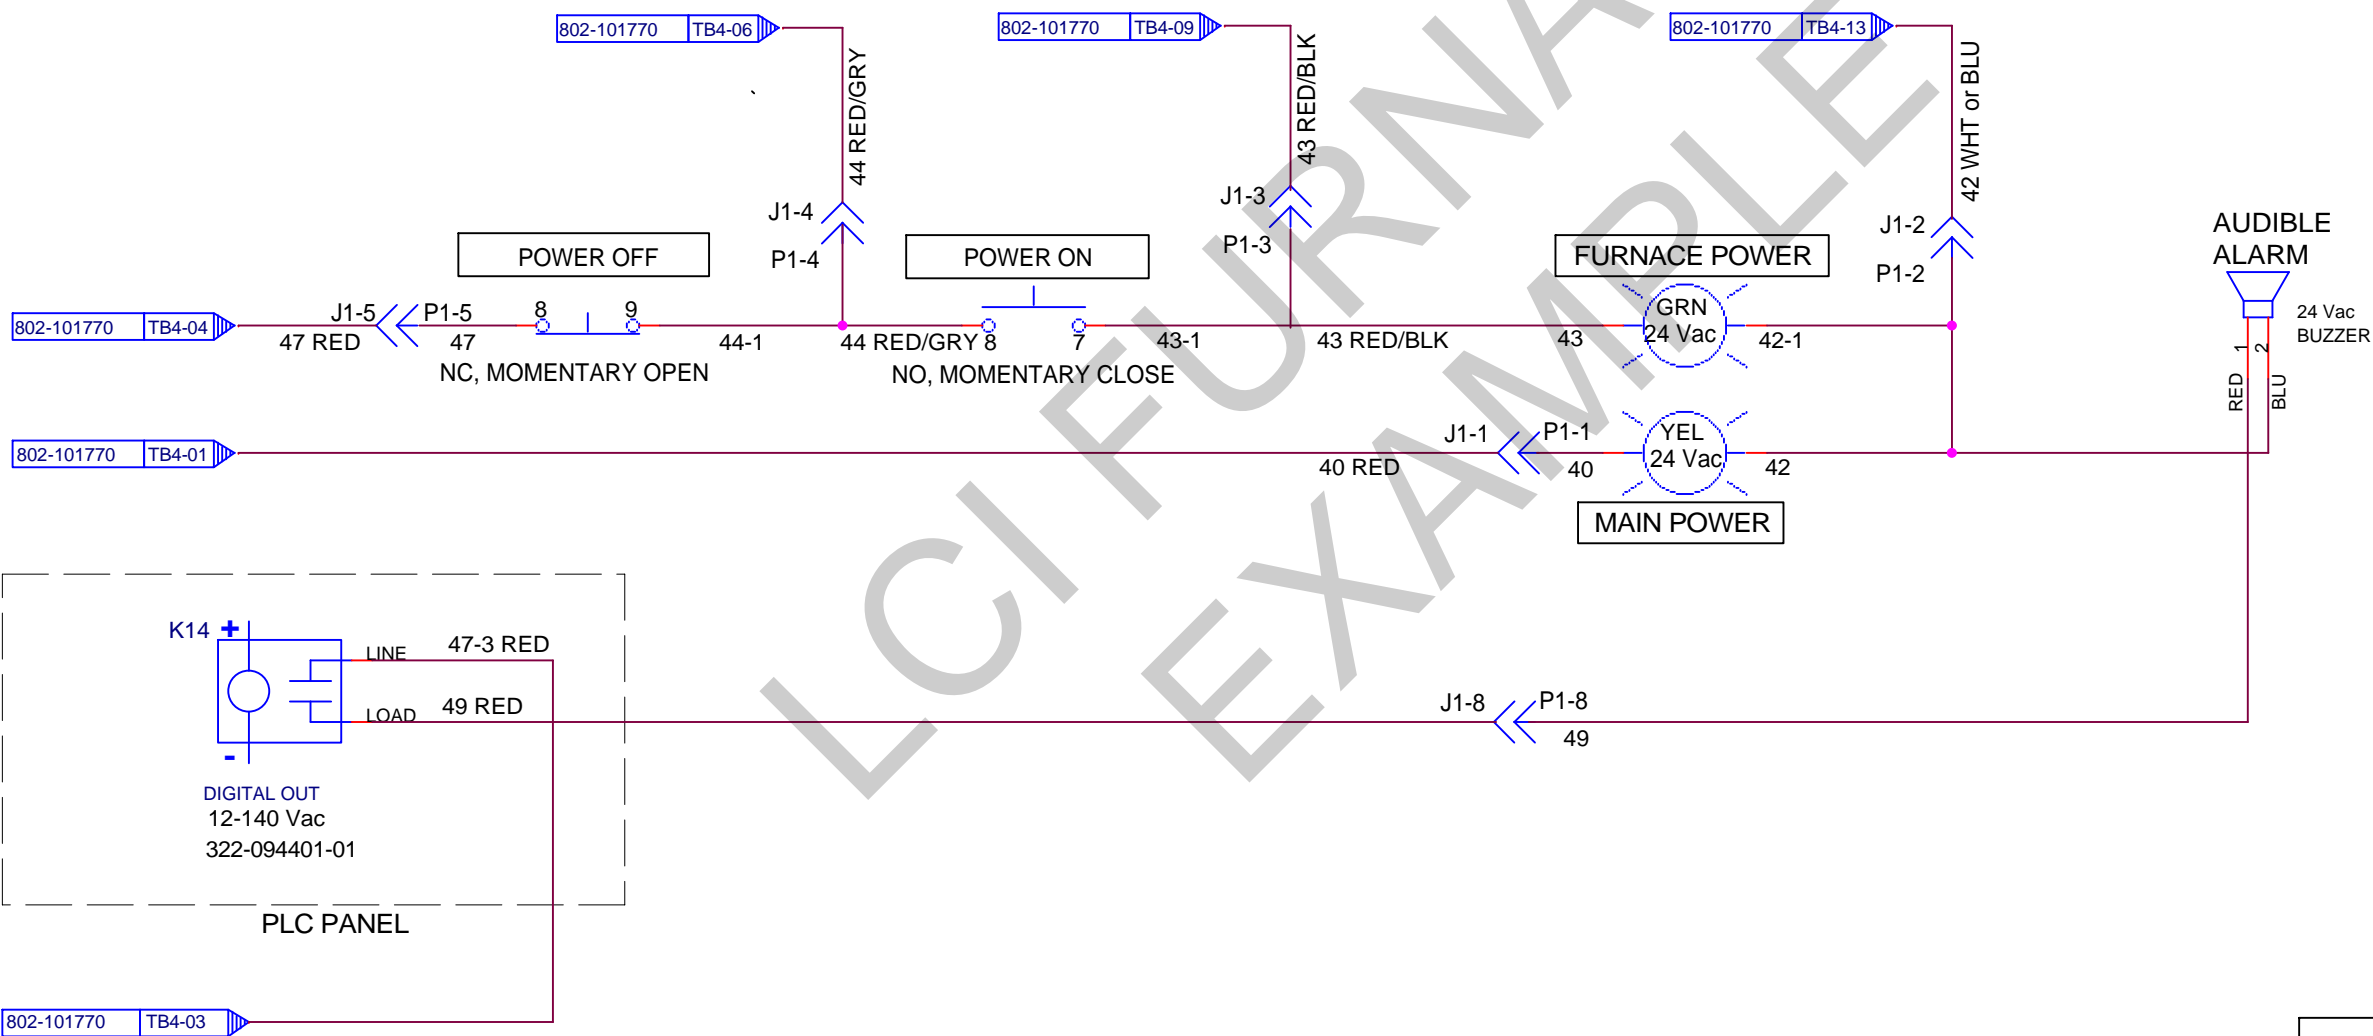 802-101770 TB4-06
802-101770 TB4-09
802-101770 TB4-13
44 RED/GRY
43 RED/BLK
42 WHT or BLU
J1-4
P1-4
J1-3
P1-3
J1-2
P1-2
AUDIBLE
ALARM
24 Vac
BUZZER
1
2
RED
BLU
POWER OFF
POWER ON
FURNACE POWER
802-101770 TB4-04
J1-5
P1-5
47 RED
47
8
9
44-1
NC, MOMENTARY OPEN
44 RED/GRY
8
7
43-1
NO, MOMENTARY CLOSE
43 RED/BLK
43
GRN
24 Vac
42-1
802-101770 TB4-01
J1-1
P1-1
40 RED
40
YEL
24 Vac
42
MAIN POWER
K14
+
-
LINE
47-3 RED
LOAD
49 RED
J1-8
P1-8
49
DIGITAL OUT
12-140 Vac
322-094401-01
PLC PANEL
802-101770 TB4-03
LCI FURNA
EXAMPLE